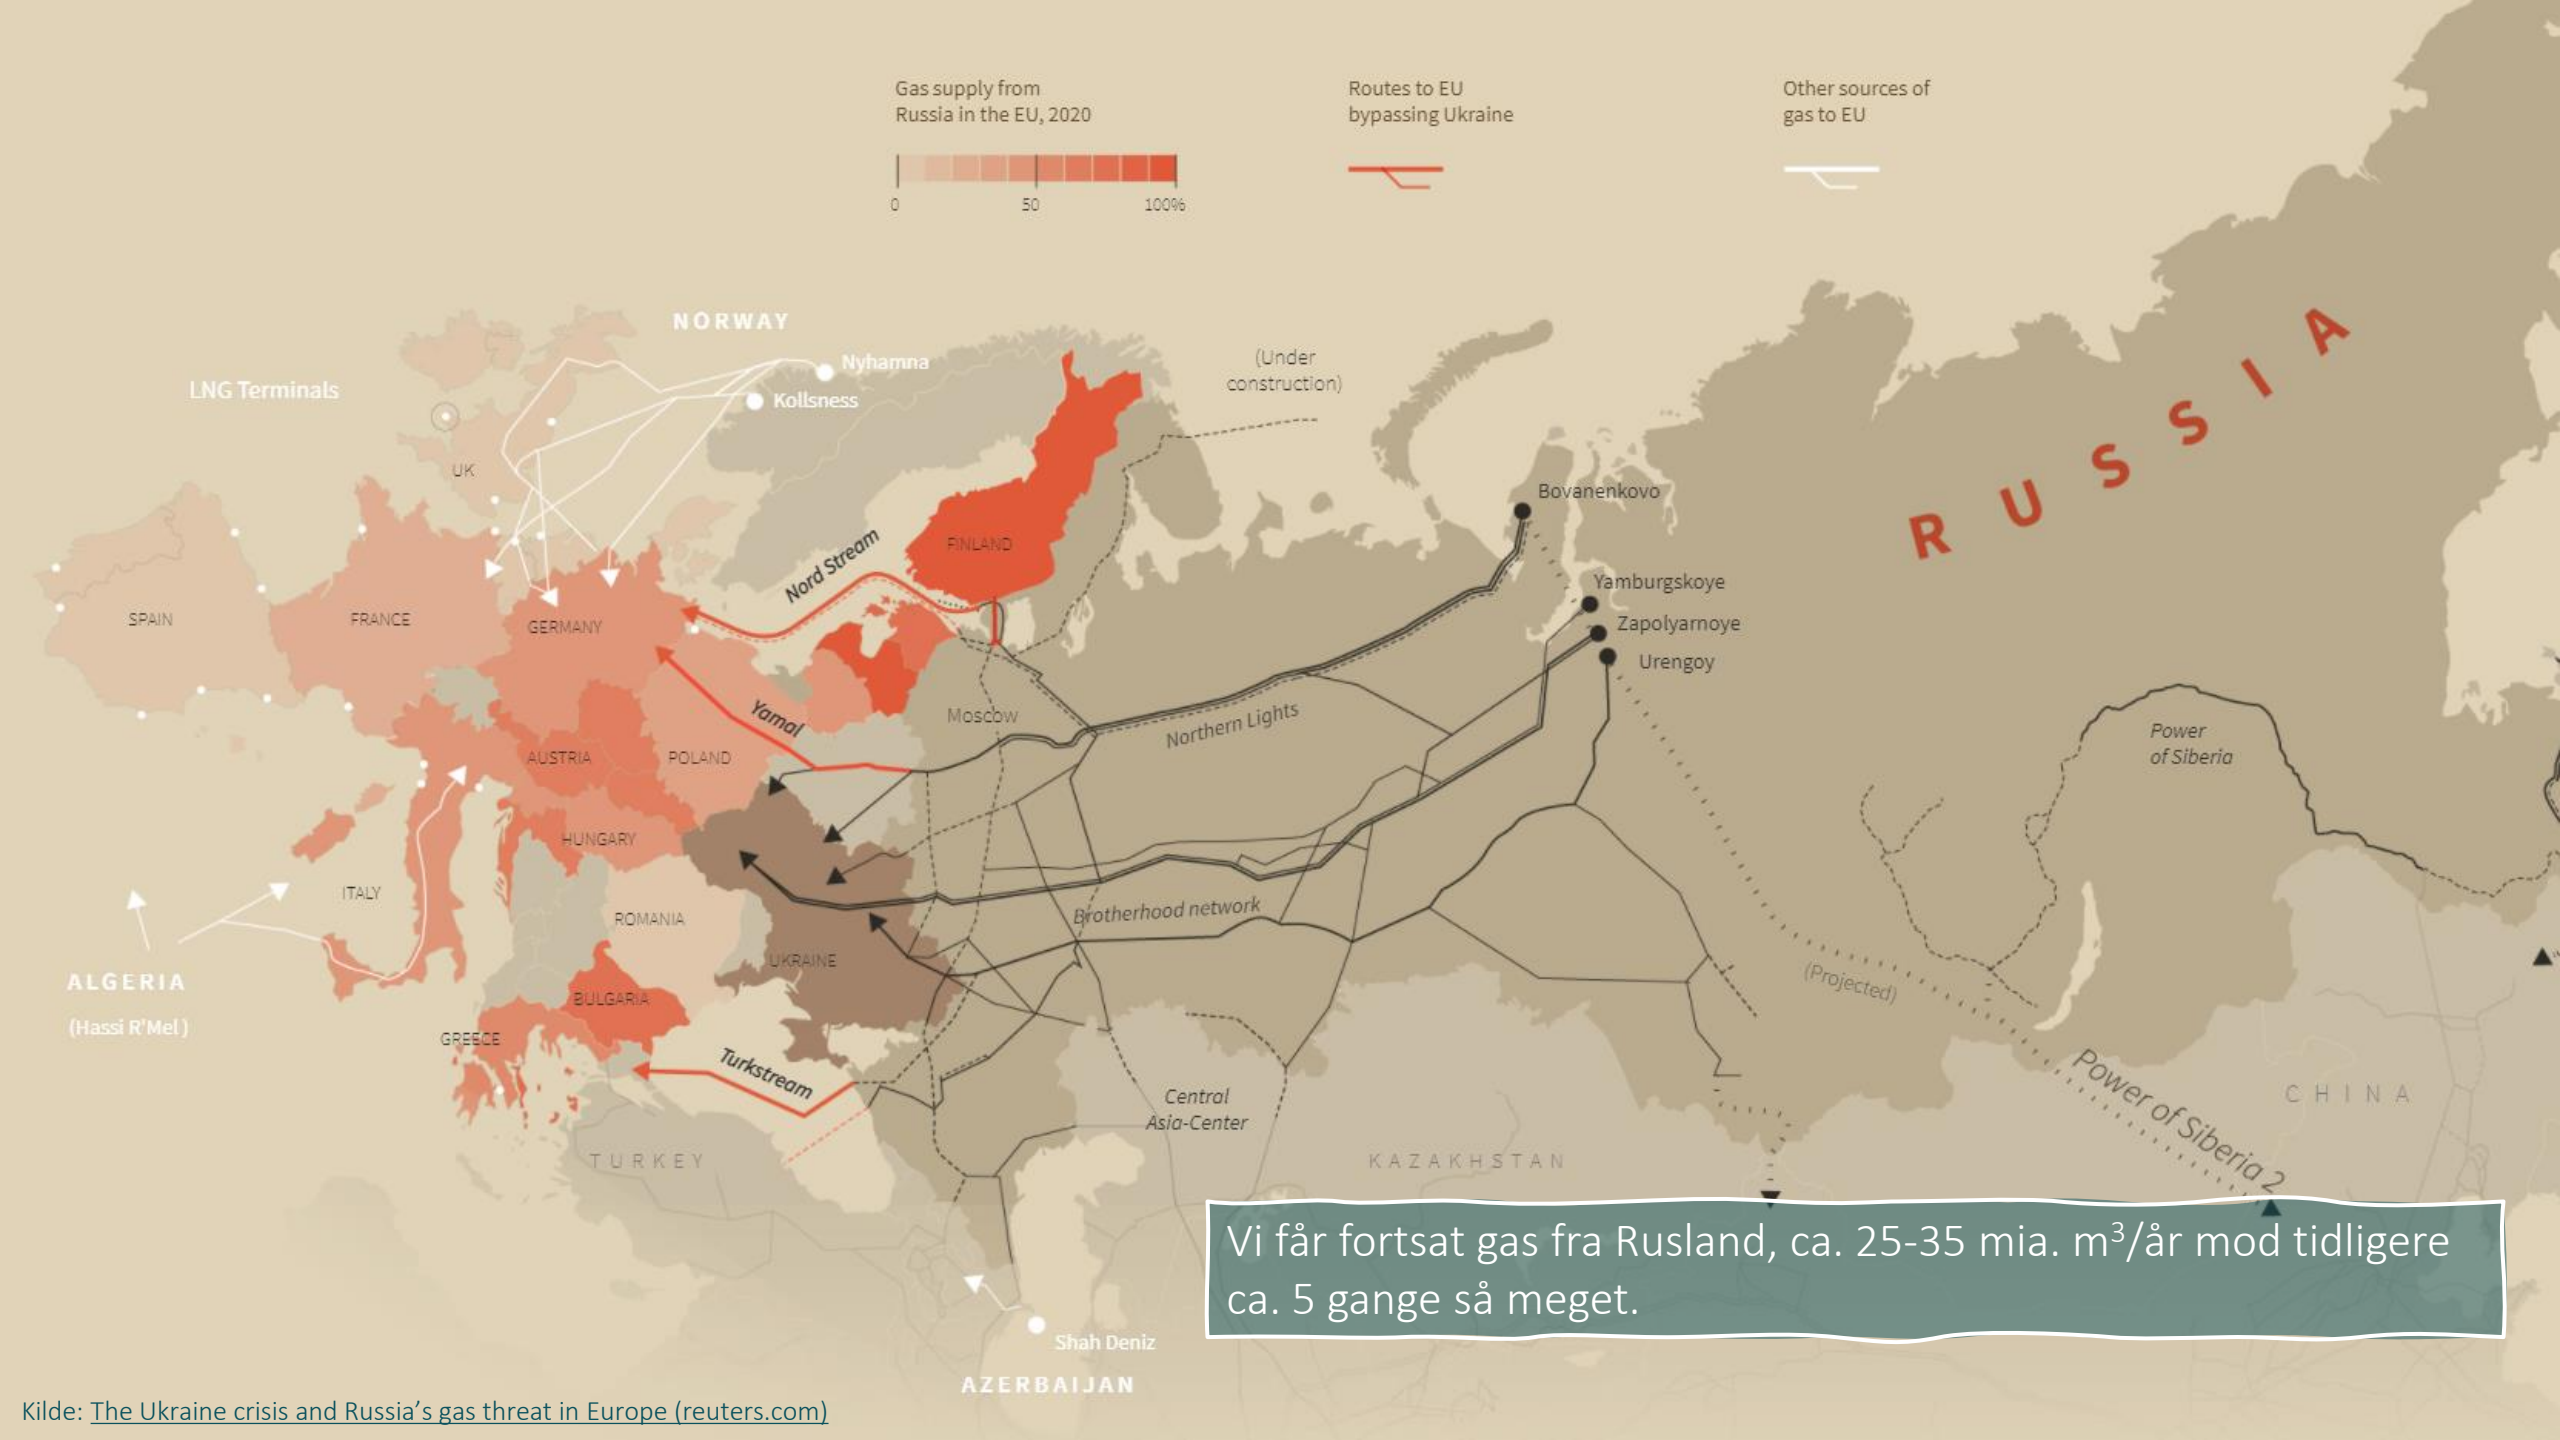 Gas supply from
Russia in the EU, 2020
0 50 100%
Routes to EU
bypassing Ukraine
Other sources of
gas to EU
NORWAY
Nyhamna
Kollsness
LNG Terminals
(Under
construction)
RUSSIA
UK
Bovanenkovo
Nord Stream
FINLAND
Yamburgskoye
Zapolyarnoye
Urengoy
SPAIN
FRANCE
GERMANY
Yamal
Moscow
Northern Lights
Power
of Siberia
AUSTRIA
POLAND
HUNGARY
ITALY
ROMANIA
Brotherhood network
UKRAINE
(Projected)
ALGERIA
(Hassi R'Mel)
BULGARIA
GREECE
Turkstream
Central
Asia-Center
Power of Siberia 2
CHINA
TURKEY
KAZAKHSTAN
Vi får fortsat gas fra Rusland, ca. 25-35 mia. m³/år mod tidligere
ca. 5 gange så meget.
Shah Deniz
AZERBAIJAN
Kilde: The Ukraine crisis and Russia’s gas threat in Europe (reuters.com)